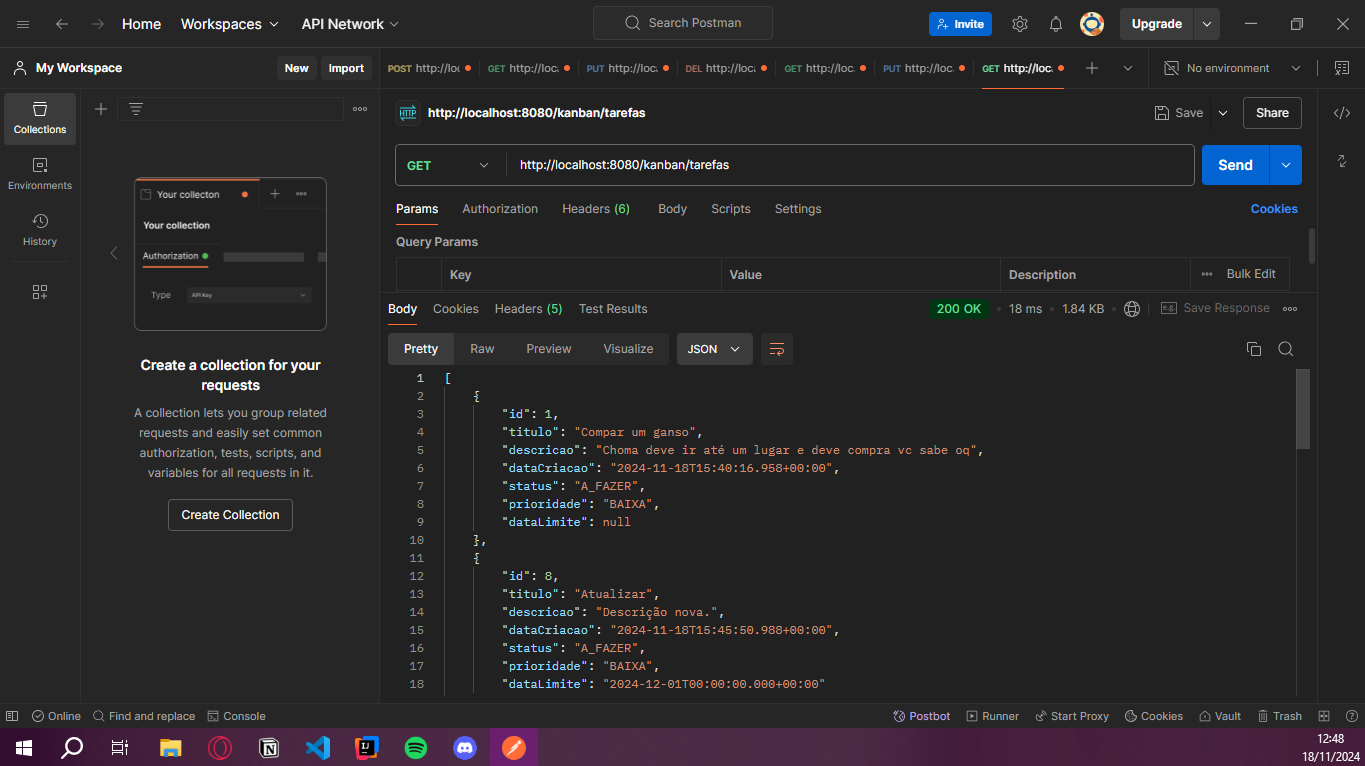 Home Workspaces API Network Search Postman Invite Upgrade
My Workspace New Import POST http://loc GET http://loc. PUT http://loc. DEL http://loc. GET http://loc. PUT http://loc. GET http://loc. No environment
Collections
Environments
History
Your collecton
Your collection
Authorization
Type API Key
Create a collection for your
requests
A collection lets you group related
requests and easily set common
authorization, tests, scripts, and
variables for all requests in it.
Create Collection
HTTP http://localhost:8080/kanban/tarefas Save Share
GET http://localhost:8080/kanban/tarefas Send
Params Authorization Headers (6) Body Scripts Settings Cookies
Query Params
Key Value Description Bulk Edit
Body Cookies Headers (5) Test Results 200 OK 18 ms 1.84 KB e.g. Save Response
Pretty Raw Preview Visualize JSON
1 [
2 {
3 "id": 1,
4 "titulo": "Compar um ganso",
5 "descricao": "Choma deve ir até um lugar e deve compra vc sabe oq",
6 "dataCriacao": "2024-11-18T15:40:16.958+00:00",
7 "status": "A_FAZER",
8 "prioridade": "BAIXA",
9 "dataLimite": null
10 },
11 {
12 "id": 8,
13 "titulo": "Atualizar",
14 "descricao": "Descrição nova.",
15 "dataCriacao": "2024-11-18T15:45:50.988+00:00",
16 "status": "A_FAZER",
17 "prioridade": "BAIXA",
18 "dataLimite": "2024-12-01T00:00:00.000+00:00"
Online Find and replace Console Postbot Runner Start Proxy Cookies Vault Trash
12:48
18/11/2024